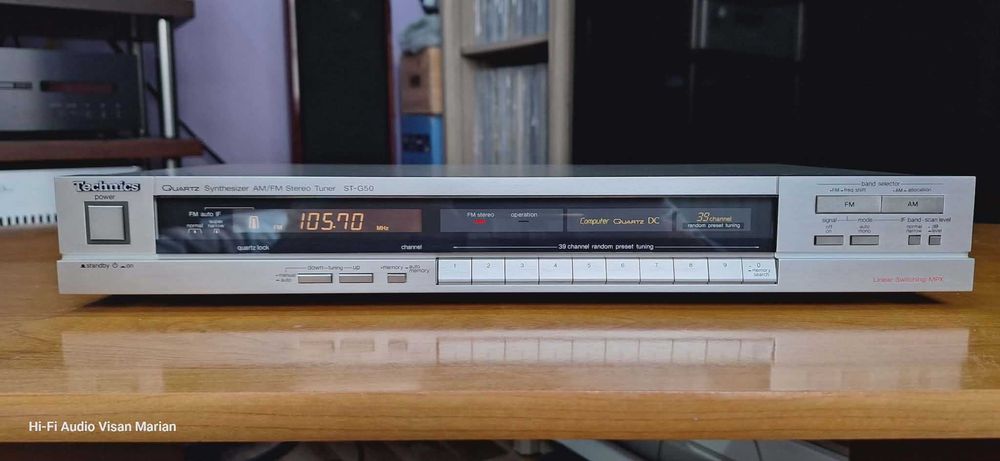 Technics
power
QUARTZ Synthesizer AM/FM Stereo Tuner ST-G50
FM auto IF
super
normal narrow
quartz lock
FM 105.70 MHz
channel
FM stereo operation
Computer QUARTZ DC
39 channel
random preset tuning
39 channel random preset tuning
band selector
FM AM
signal mode IF band-scan level
off auto normal
on mono narrow
standby on
down-tuning-up
manual
auto
memory auto
memory
1 2 3 4 5 6 7 8 9 0
memory
search
Linear Switching-MPX
Hi-Fi Audio Visan Marian